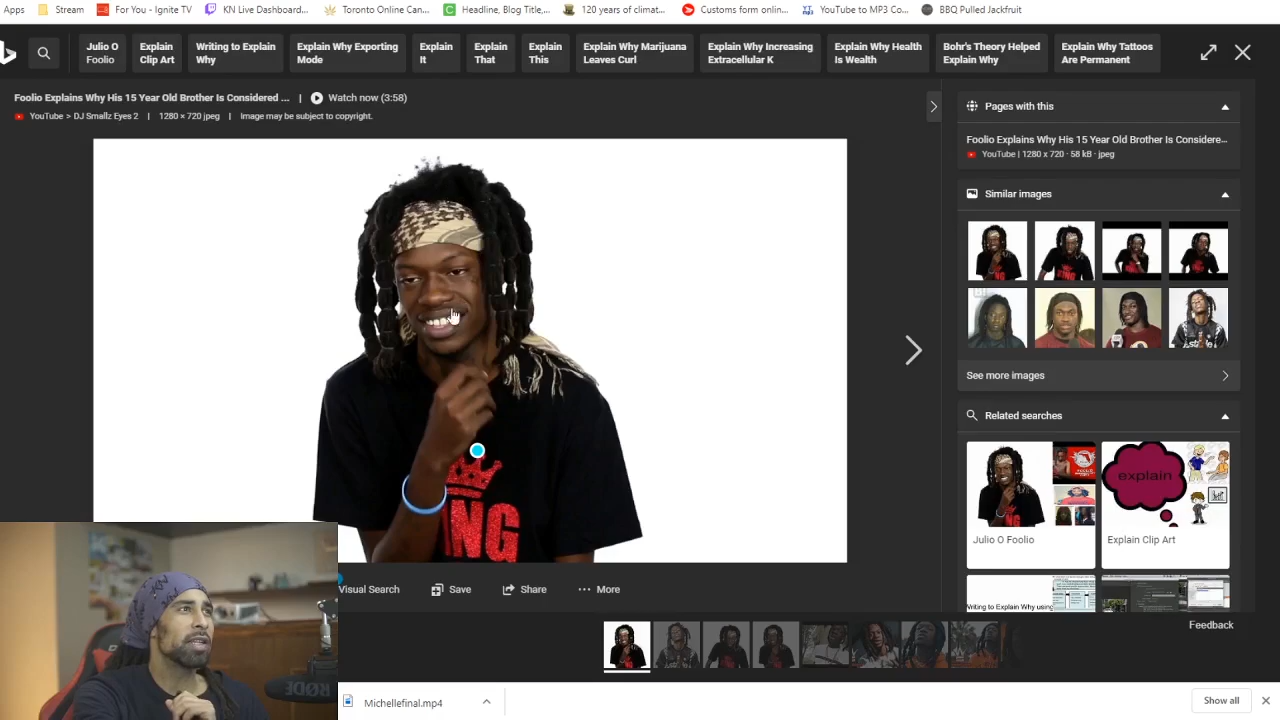 Apps
Stream
For You - Ignite TV
KN Live Dashboard...
Toronto Online Can...
Headline, Blog Title,...
120 years of climat...
Customs form onlin...
YouTube to MP3 Co...
BBQ Pulled Jackfruit
Julio O
Foolio
Explain
Clip Art
Writing to Explain
Why
Explain Why Exporting
Mode
Explain
It
Explain
That
Explain
This
Explain Why Marijuana
Leaves Curl
Explain Why Increasing
Extracellular K
Explain Why Health
Is Wealth
Bohr's Theory Helped
Explain Why
Explain Why Tattoos
Are Permanent
Foolio Explains Why His 15 Year Old Brother Is Considered ... | Watch now (3:58)
YouTube > DJ Smallz Eyes 2 | 1280 × 720 jpeg | Image may be subject to copyright.
KING
Pages with this
Foolio Explains Why His 15 Year Old Brother Is Considere...
YouTube | 1280 x 720 · 58 kB · jpeg
Similar images
See more images
Related searches
explain
Julio O Foolio
Explain Clip Art
Writing to Explain Why using
Visual Search
Save
Share
More
Feedback
RØDE
Michellefinal.mp4
Show all